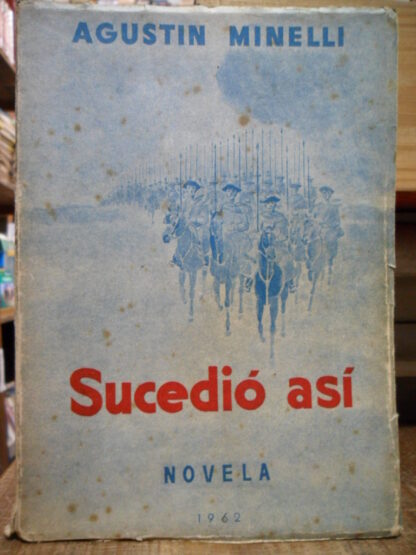 AGUSTIN MINELLI
Sucedió así
NOVELA
1962